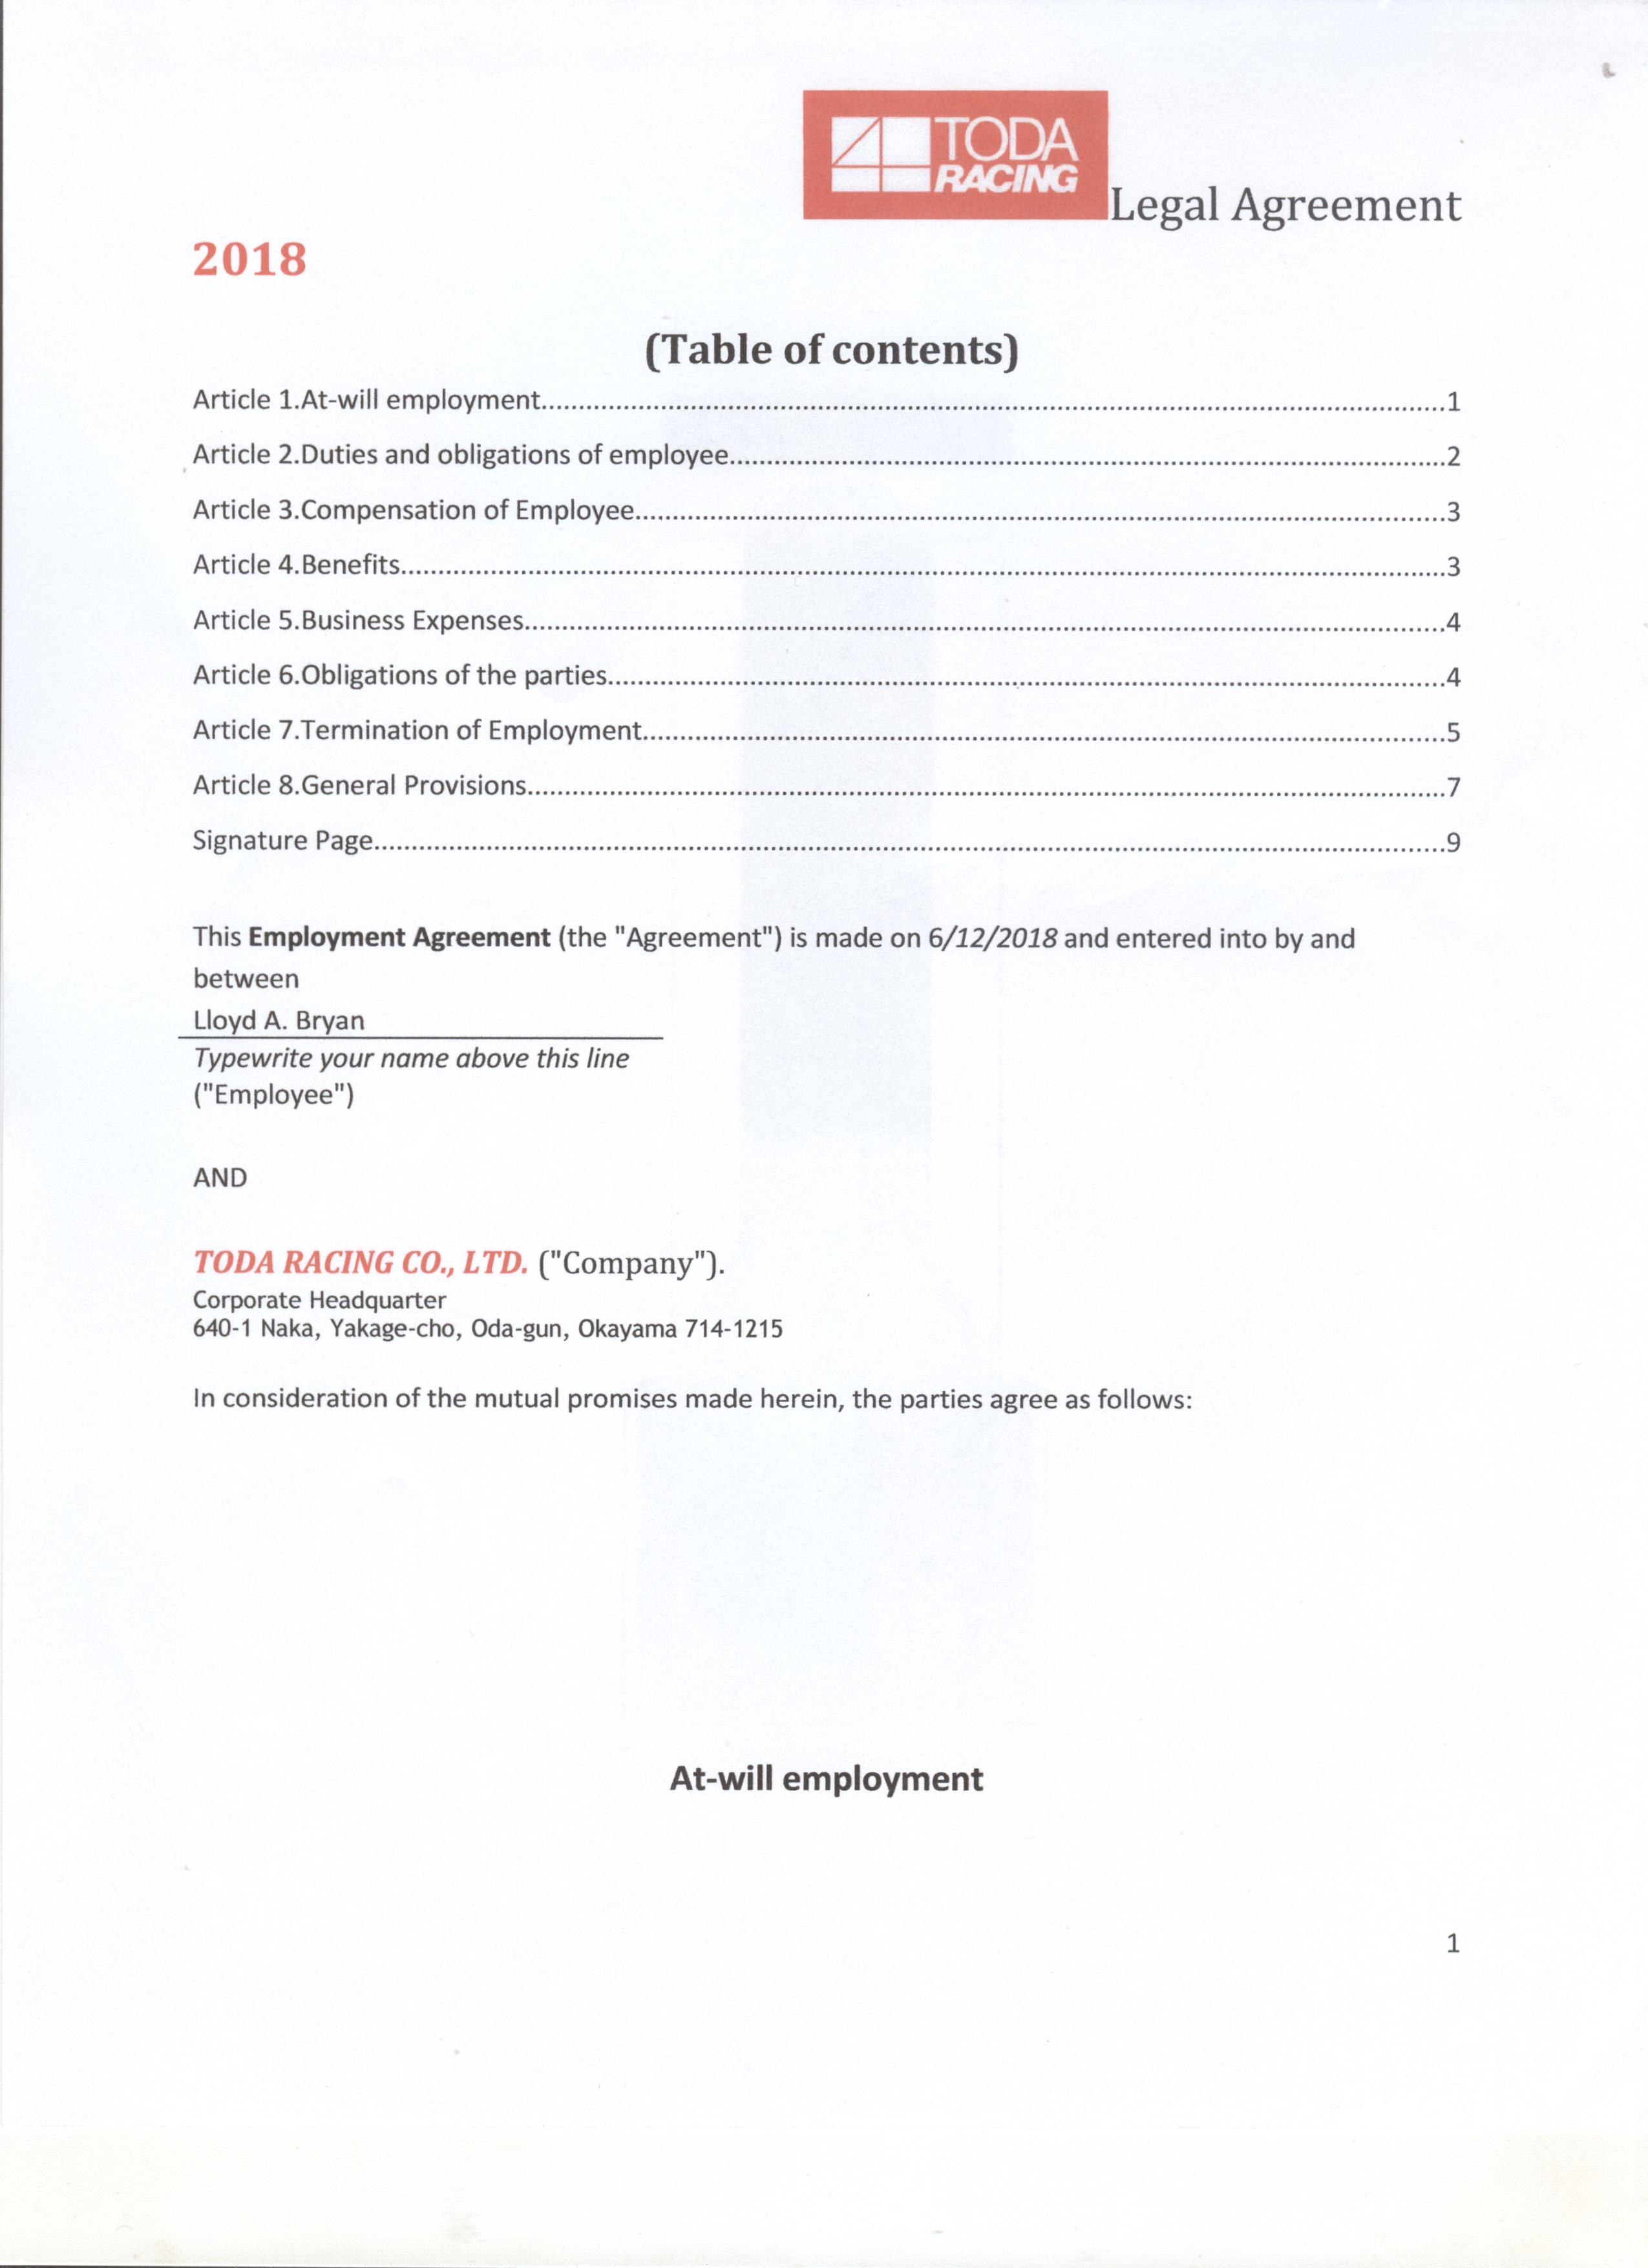 TODA
RACING
Legal Agreement
2018
(Table of contents)
Article 1.At-will employment........1
Article 2.Duties and obligations of employee........2
Article 3.Compensation of Employee........3
Article 4.Benefits........3
Article 5.Business Expenses........4
Article 6.Obligations of the parties........4
Article 7.Termination of Employment........5
Article 8.General Provisions........7
Signature Page........9
This Employment Agreement (the "Agreement") is made on 6/12/2018 and entered into by and
between
Lloyd A. Bryan
Typewrite your name above this line
("Employee")
AND
TODA RACING CO., LTD. ("Company").
Corporate Headquarter
640-1 Naka, Yakage-cho, Oda-gun, Okayama 714-1215
In consideration of the mutual promises made herein, the parties agree as follows:
At-will employment
1